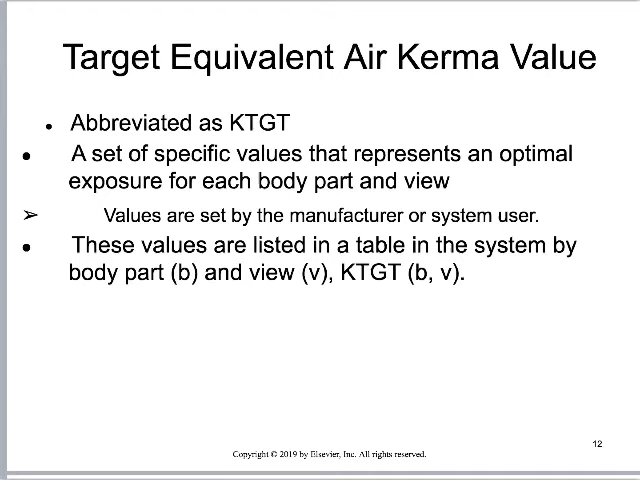 Target Equivalent Air Kerma Value
• Abbreviated as KTGT
• A set of specific values that represents an optimal
exposure for each body part and view
➢ Values are set by the manufacturer or system user.
• These values are listed in a table in the system by
body part (b) and view (v), KTGT (b, v).
12
Copyright © 2019 by Elsevier, Inc. All rights reserved.